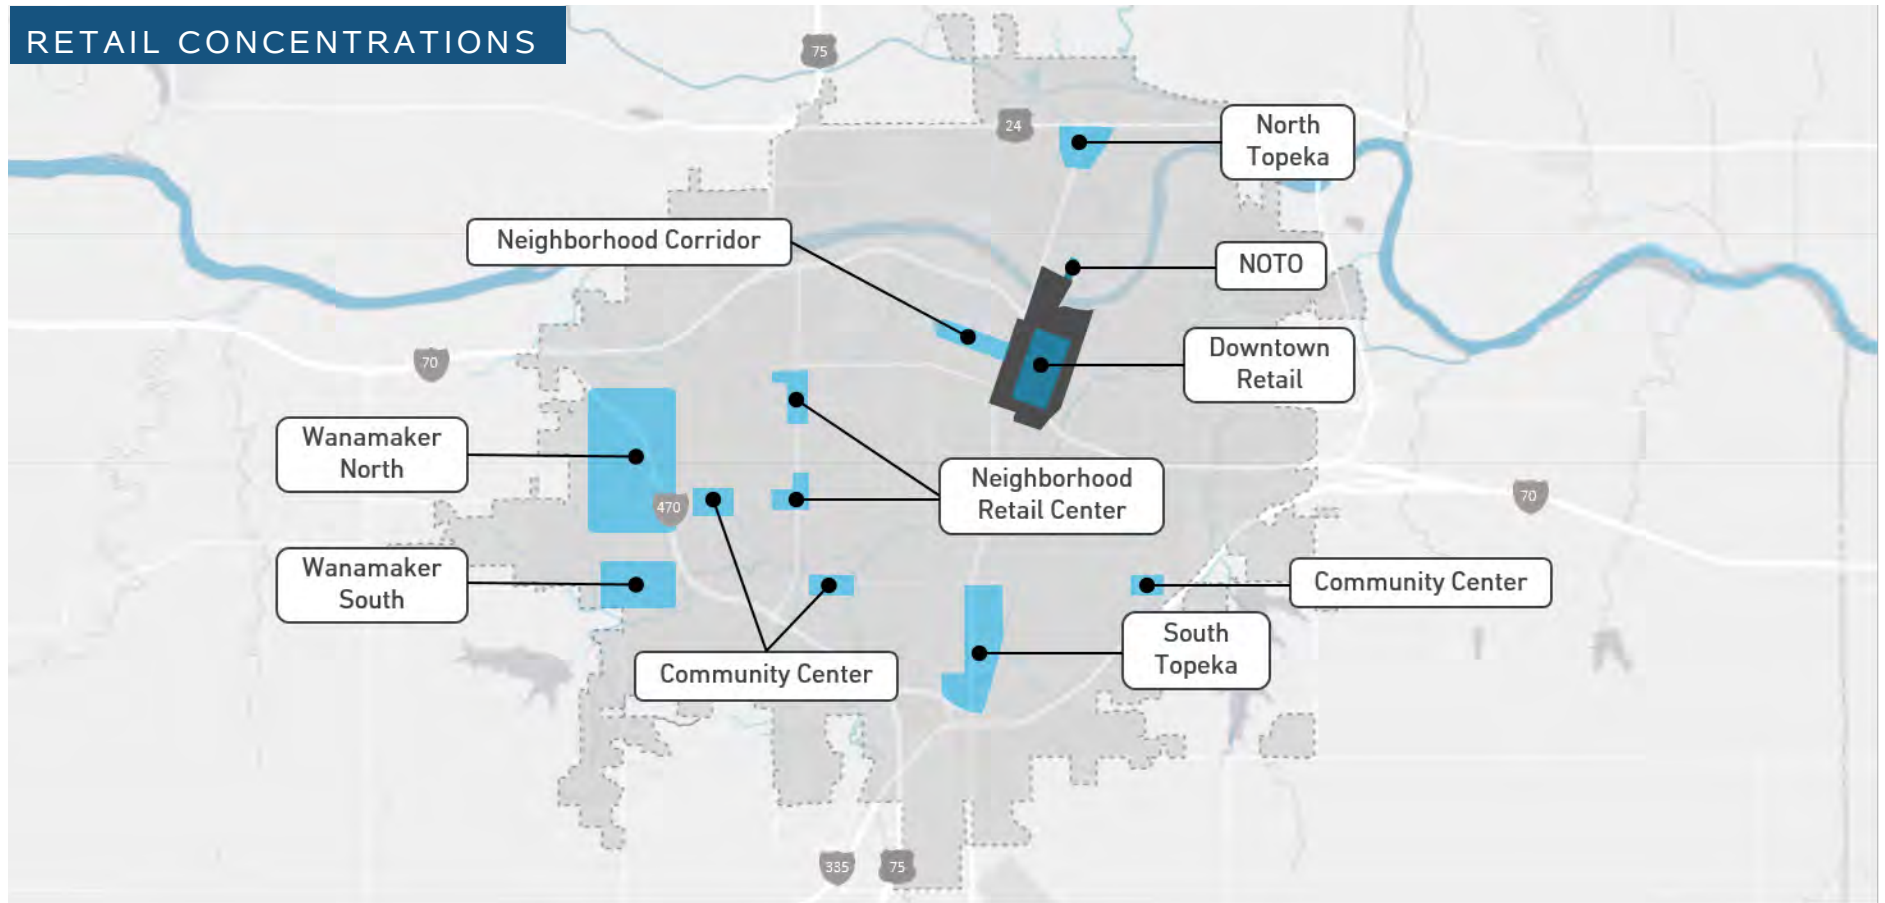 RETAIL CONCENTRATIONS
75
24
North
Topeka
Neighborhood Corridor
NOTO
Downtown
Retail
70
Wanamaker
North
Neighborhood
Retail Center
470
70
Wanamaker
South
Community Center
South
Topeka
Community Center
335
75